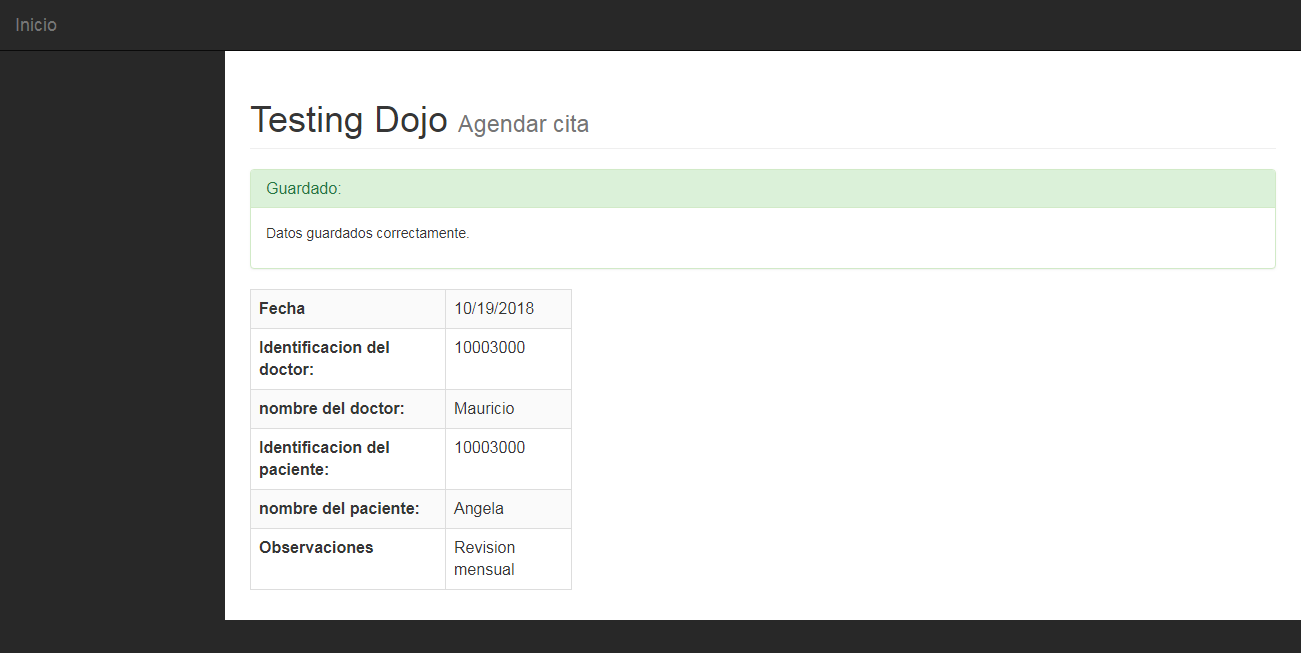 Inicio
Testing Dojo Agendar cita
Guardado:
Datos guardados correctamente.
Fecha 10/19/2018
Identificacion del 10003000
doctor:
nombre del doctor: Mauricio
Identificacion del 10003000
paciente:
nombre del paciente: Angela
Observaciones Revision
mensual